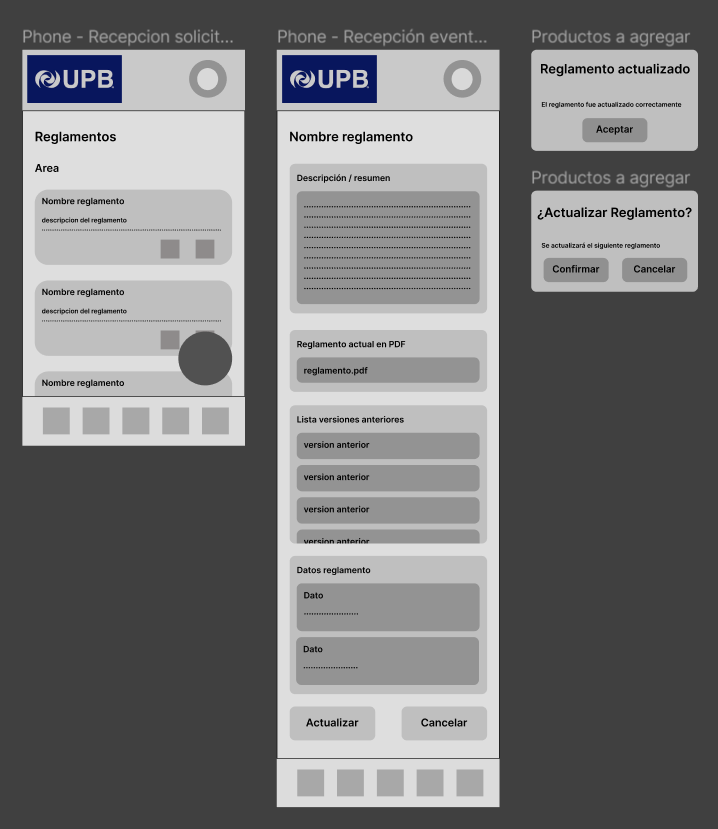 Phone - Recepcion solicit...
UPB
Reglamentos
Area
Nombre reglamento
descripcion del reglamento
Nombre reglamento
descripcion del reglamento
Nombre reglamento
Phone - Recepción event...
UPB
Nombre reglamento
Descripción / resumen
Reglamento actual en PDF
reglamento.pdf
Lista versiones anteriores
version anterior
version anterior
version anterior
version anterior
Datos reglamento
Dato
Dato
Actualizar
Cancelar
Productos a agregar
Reglamento actualizado
El reglamento fue actualizado correctamente
Aceptar
Productos a agregar
¿Actualizar Reglamento?
Se actualizará el siguiente reglamento
Confirmar
Cancelar